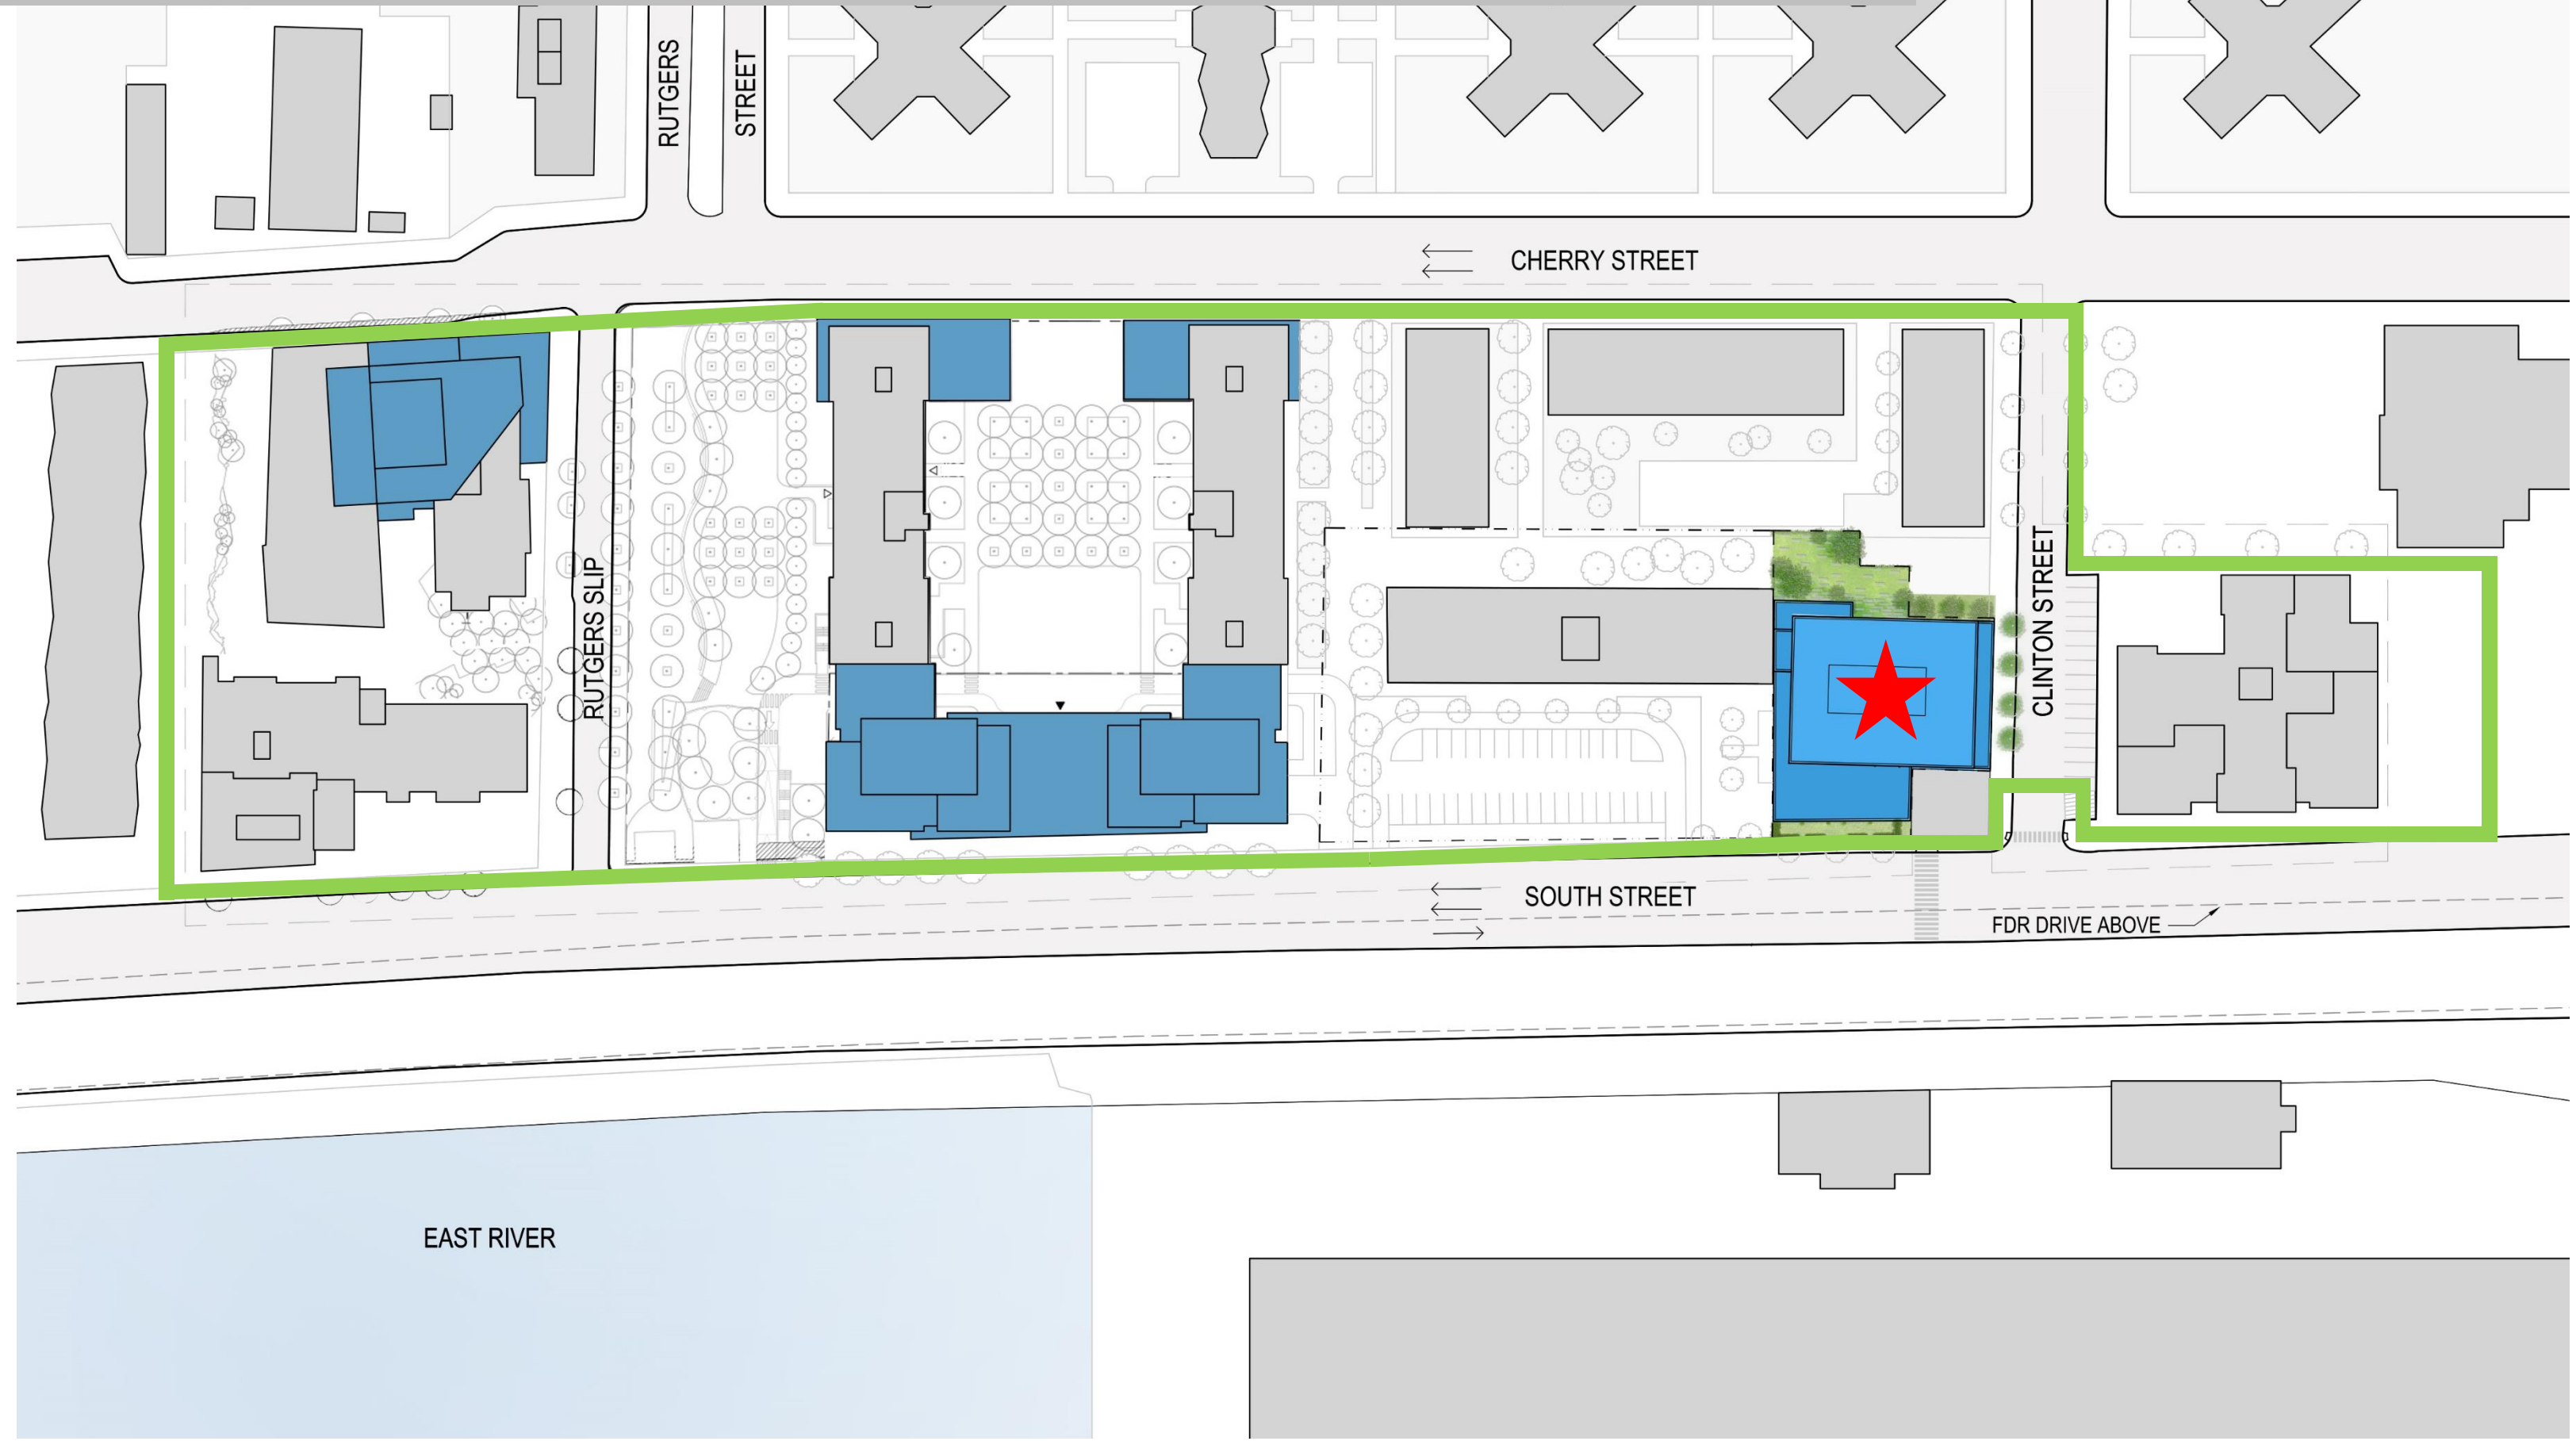 RUTGERS
STREET
CHERRY STREET
RUTGERS SLIP
CLINTON STREET
SOUTH STREET
FDR DRIVE ABOVE
EAST RIVER